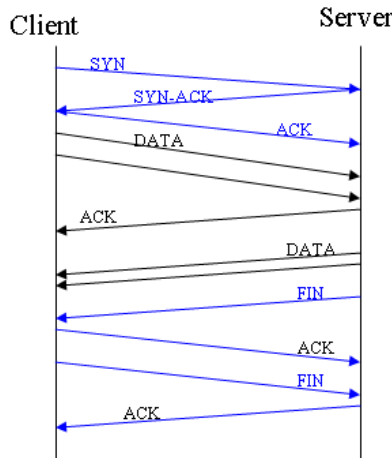 Client
Server
SYN
SYN-ACK
ACK
DATA
ACK
DATA
FIN
ACK
FIN
ACK